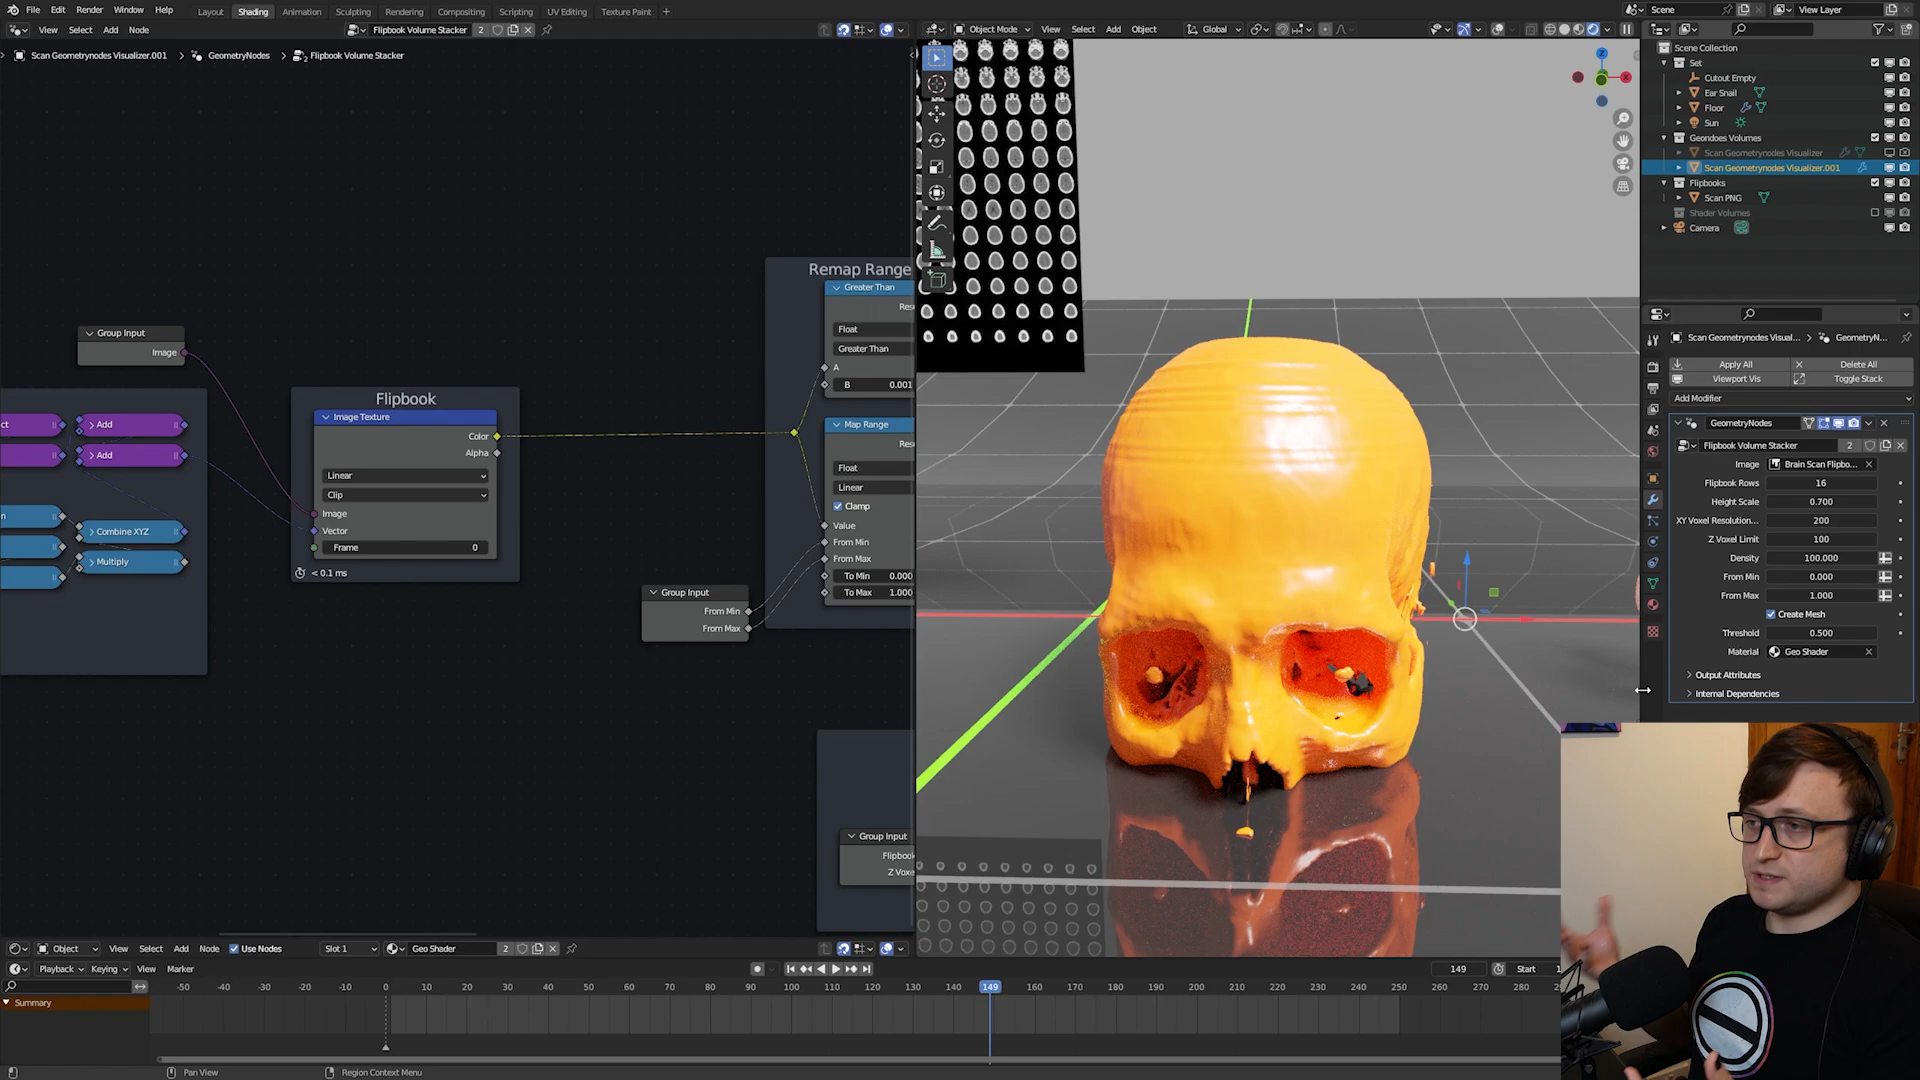 File Edit Render Window Help
Layout Shading Animation Sculpting Rendering Compositing Scripting UV Editing Texture Paint +
Scene
View Layer
View Select Add Node
Flipbook Volume Stacker 2
Object Mode View Select Add Object
Global
Scan Geometrynodes Visualizer.001 > GeometryNodes > Flipbook Volume Stacker
Scene Collection
Set
Cutout Empty
Ear Snail
Floor
Sun
Geondoes Volumes
Scan Geometrynodes Visualizer
Scan Geometrynodes Visualizer.001
Flipbooks
Scan PNG
Shader Volumes
Camera
Remap Range
Greater Than
Float
Greater Than
A
B 0.001
Group Input
Image
Flipbook
Image Texture
Color
Alpha
Linear
Clip
Image
Vector
Frame 0
< 0.1 ms
Add
Add
Combine XYZ
Multiply
Map Range
Float
Linear
Clamp
Value
From Min
From Max
To Min 0.000
To Max 1.000
Group Input
From Min
From Max
Group Input
Scan Geometrynodes Visual... > GeometryN...
Apply All Delete All
Viewport Vis Toggle Stack
Add Modifier
GeometryNodes
Flipbook Volume Stacker 2
Image Brain Scan Flipbo...
Flipbook Rows 16
Height Scale 0.700
XY Voxel Resolution... 200
Z Voxel Limit 100
Density 100.000
From Min 0.000
From Max 1.000
Create Mesh
Threshold 0.500
Material Geo Shader
Output Attributes
Internal Dependencies
Object View Select Add Node Use Nodes Slot 1 Geo Shader 2
Playback Keying View Marker
149 Start
Summary
-50 -40 -30 -20 -10 0 10 20 30 40 50 60 70 80 90 100 110 120 130 140 149 160 170 180 190 200 210 220 230 240 250 260 270 280
Pan View Region Context Menu